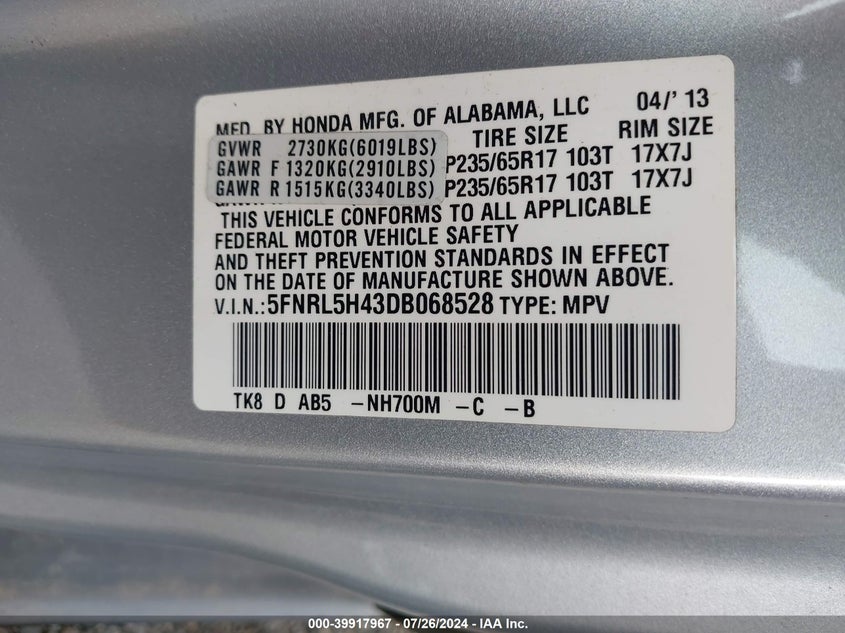 MFD. BY HONDA MFG. OF ALABAMA, LLC 04/'13
TIRE SIZE RIM SIZE
GVWR 2730KG(6019LBS)
GAWR F 1320KG(2910LBS) P235/65R17 103T 17X7J
GAWR R 1515KG(3340LBS) P235/65R17 103T 17X7J
THIS VEHICLE CONFORMS TO ALL APPLICABLE
FEDERAL MOTOR VEHICLE SAFETY
AND THEFT PREVENTION STANDARDS IN EFFECT
ON THE DATE OF MANUFACTURE SHOWN ABOVE.
V.I.N.:5FNRL5H43DB068528 TYPE: MPV
TK8 D AB5 -NH700M -C -B
000-39917967 / 07/26/2024 - IAA Inc.